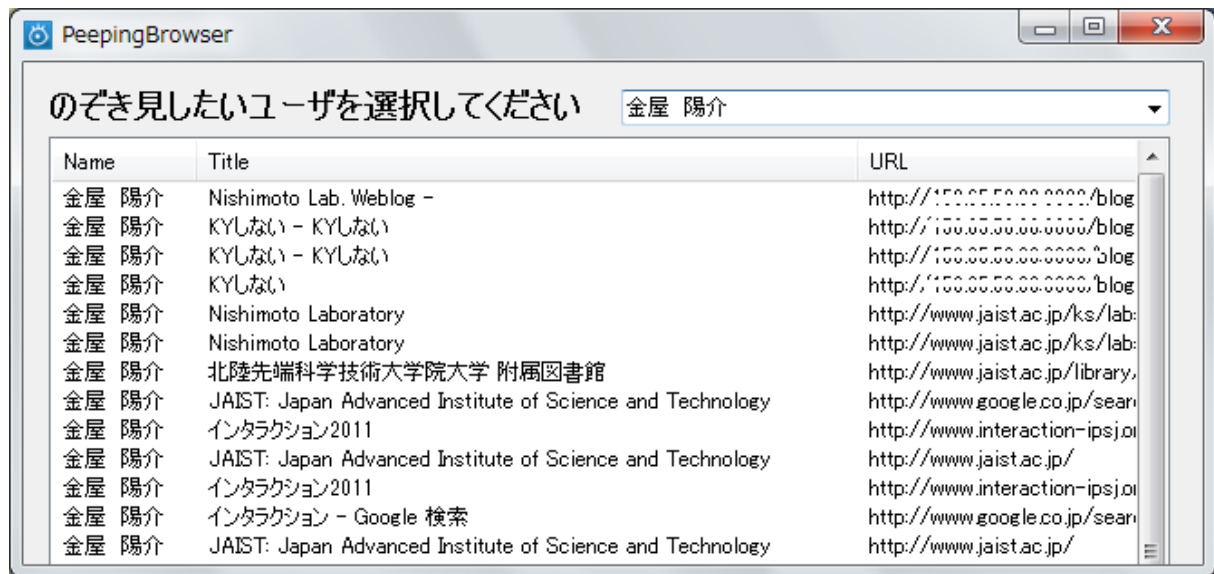 PeepingBrowser
のぞき見したいユーザを選択してください 金屋 陽介
Name Title URL
金屋 陽介 Nishimoto Lab. Weblog - http:// /blog
金屋 陽介 KYしない - KYしない http:// /blog
金屋 陽介 KYしない - KYしない http:// blog
金屋 陽介 KYしない http:// blog
金屋 陽介 Nishimoto Laboratory http://www.jaist.ac.jp/ks/lab
金屋 陽介 Nishimoto Laboratory http://www.jaist.ac.jp/ks/lab
金屋 陽介 北陸先端科学技術大学院大学 附属図書館 http://www.jaist.ac.jp/library
金屋 陽介 JAIST: Japan Advanced Institute of Science and Technology http://www.google.co.jp/sear
金屋 陽介 インタラクション2011 http://www.interaction-ipsj.o
金屋 陽介 JAIST: Japan Advanced Institute of Science and Technology http://www.jaist.ac.jp/
金屋 陽介 インタラクション2011 http://www.interaction-ipsj.o
金屋 陽介 インタラクション - Google 検索 http://www.google.co.jp/sear
金屋 陽介 JAIST: Japan Advanced Institute of Science and Technology http://www.jaist.ac.jp/